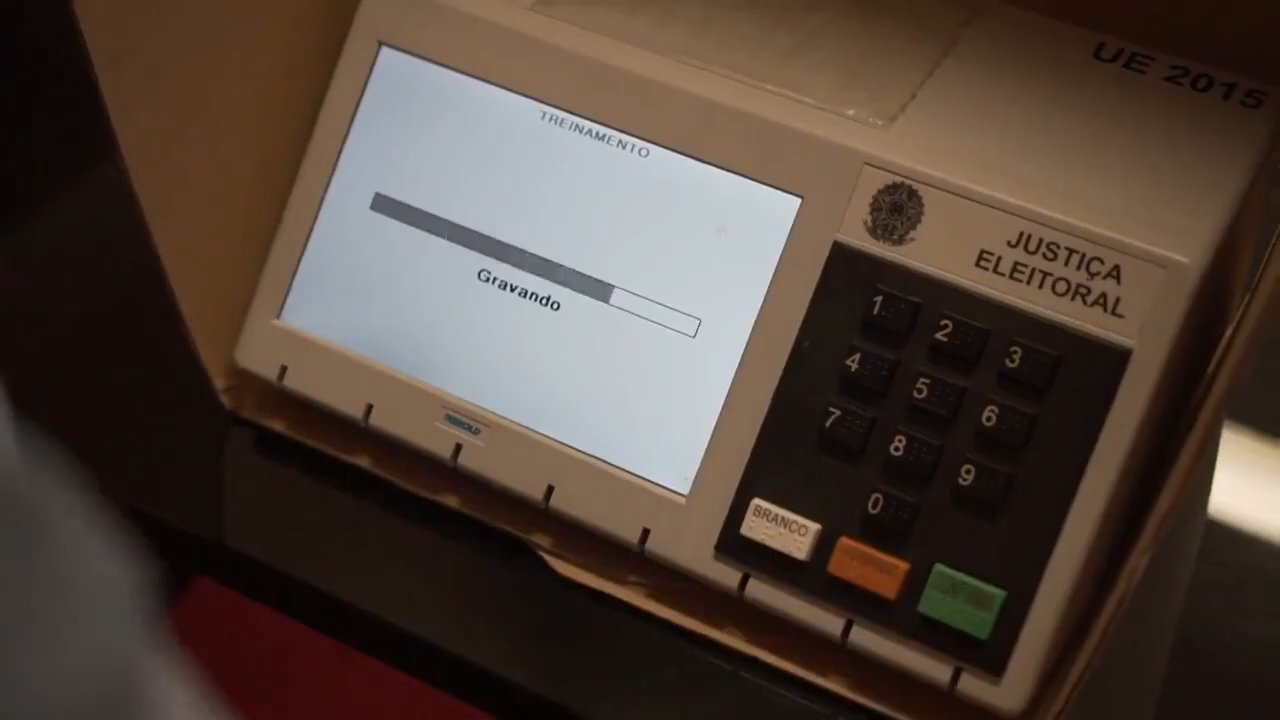 UE 2015
TREINAMENTO
Gravando
JUSTIÇA
ELEITORAL
1 2 3
4 5 6
7 8 9
0
BRANCO